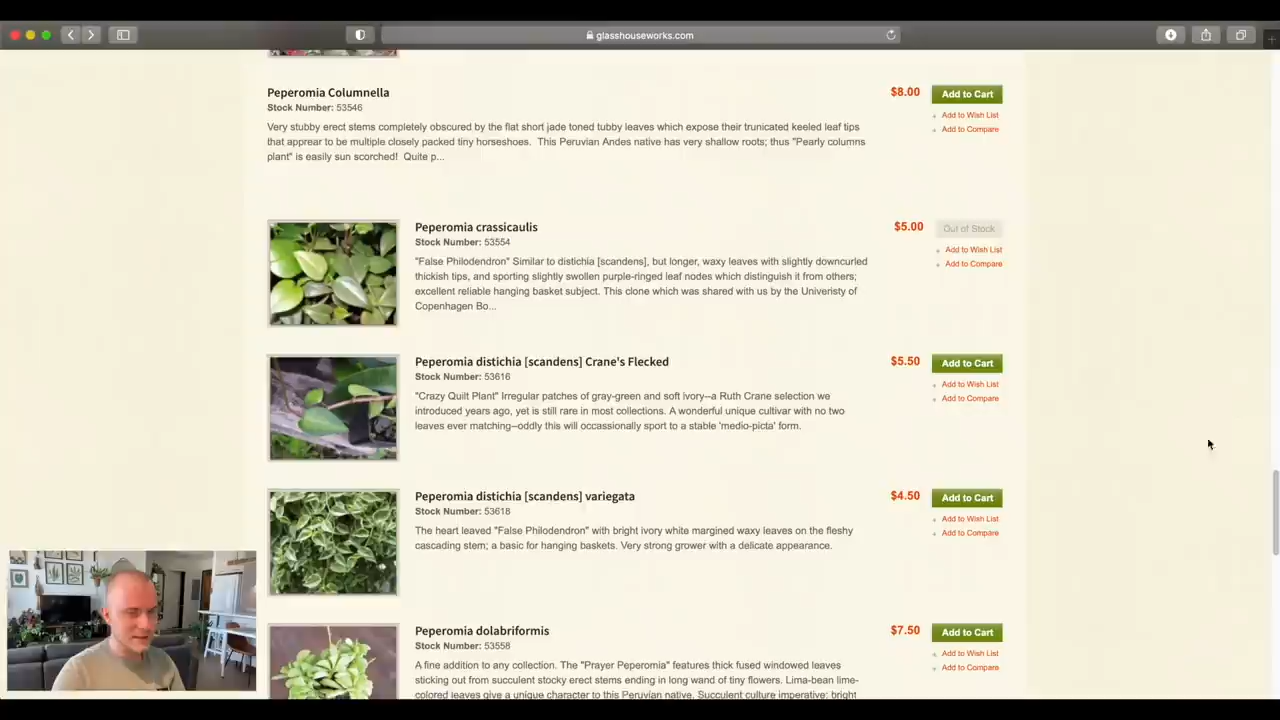 glasshouseworks.com
Peperomia Columnella
$8.00
Add to Cart
Stock Number: 53546
Add to Wish List
Very stubby erect stems completely obscured by the flat short jade toned tubby leaves which expose their trunicated keeled leaf tips
Add to Compare
that apprear to be multiple closely packed tiny horseshoes. This Peruvian Andes native has very shallow roots; thus "Pearly columns
plant" is easily sun scorched! Quite p...
Peperomia crassicaulis
$5.00
Out of Stock
Stock Number: 53554
Add to Wish List
"False Philodendron" Similar to distichia [scandens], but longer, waxy leaves with slightly downcurled
Add to Compare
thickish tips, and sporting slightly swollen purple-ringed leaf nodes which distinguish it from others;
excellent reliable hanging basket subject. This clone which was shared with us by the Univeristy of
Copenhagen Bo...
Peperomia distichia [scandens] Crane's Flecked
$5.50
Add to Cart
Stock Number: 53616
Add to Wish List
"Crazy Quilt Plant" Irregular patches of gray-green and soft ivory--a Ruth Crane selection we
Add to Compare
introduced years ago, yet is still rare in most collections. A wonderful unique cultivar with no two
leaves ever matching--oddly this will occassionally sport to a stable 'medio-picta' form.
Peperomia distichia [scandens] variegata
$4.50
Add to Cart
Stock Number: 53618
Add to Wish List
The heart leaved "False Philodendron" with bright ivory white margined waxy leaves on the fleshy
Add to Compare
cascading stem; a basic for hanging baskets. Very strong grower with a delicate appearance.
Peperomia dolabriformis
$7.50
Add to Cart
Stock Number: 53558
Add to Wish List
A fine addition to any collection. The "Prayer Peperomia" features thick fused windowed leaves
Add to Compare
sticking out from succulent stocky erect stems ending in long wand of tiny flowers. Lima-bean lime-
colored leaves give a unique character to this Peruvian native. Succulent culture imperative: bright